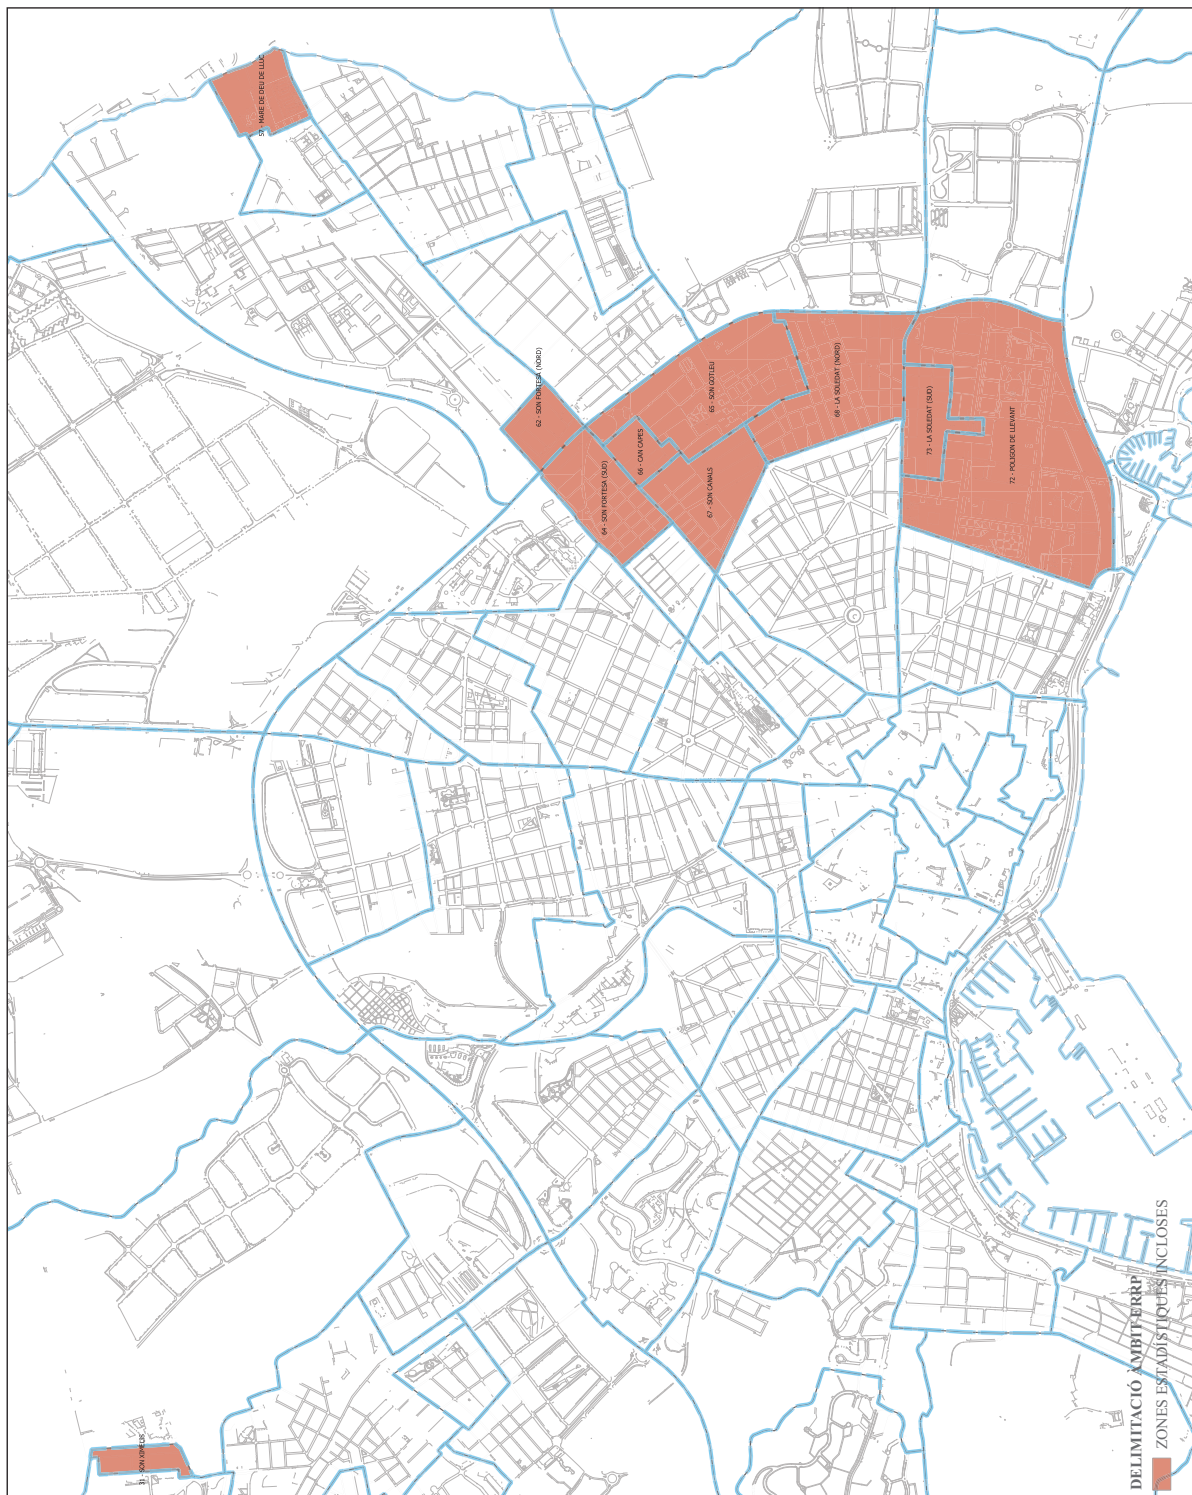 57 - MARE DE DEU DE LLUC
62 - SON FORTESA (NORD)
64 - SON FORTESA (SUD)
66 - CAN CAPES
65 - SON GOTLEU
67 - SON CANALS
68 - LA SOLEDAT (NORD)
73 - LA SOLEDAT (SUD)
72 - POLIGON DE LLEVANT
31 - SON XIMELIS
DELIMITACIÓ ÀMBIT ERRP
ZONES ESTADÍSTIQUES INCLOSES